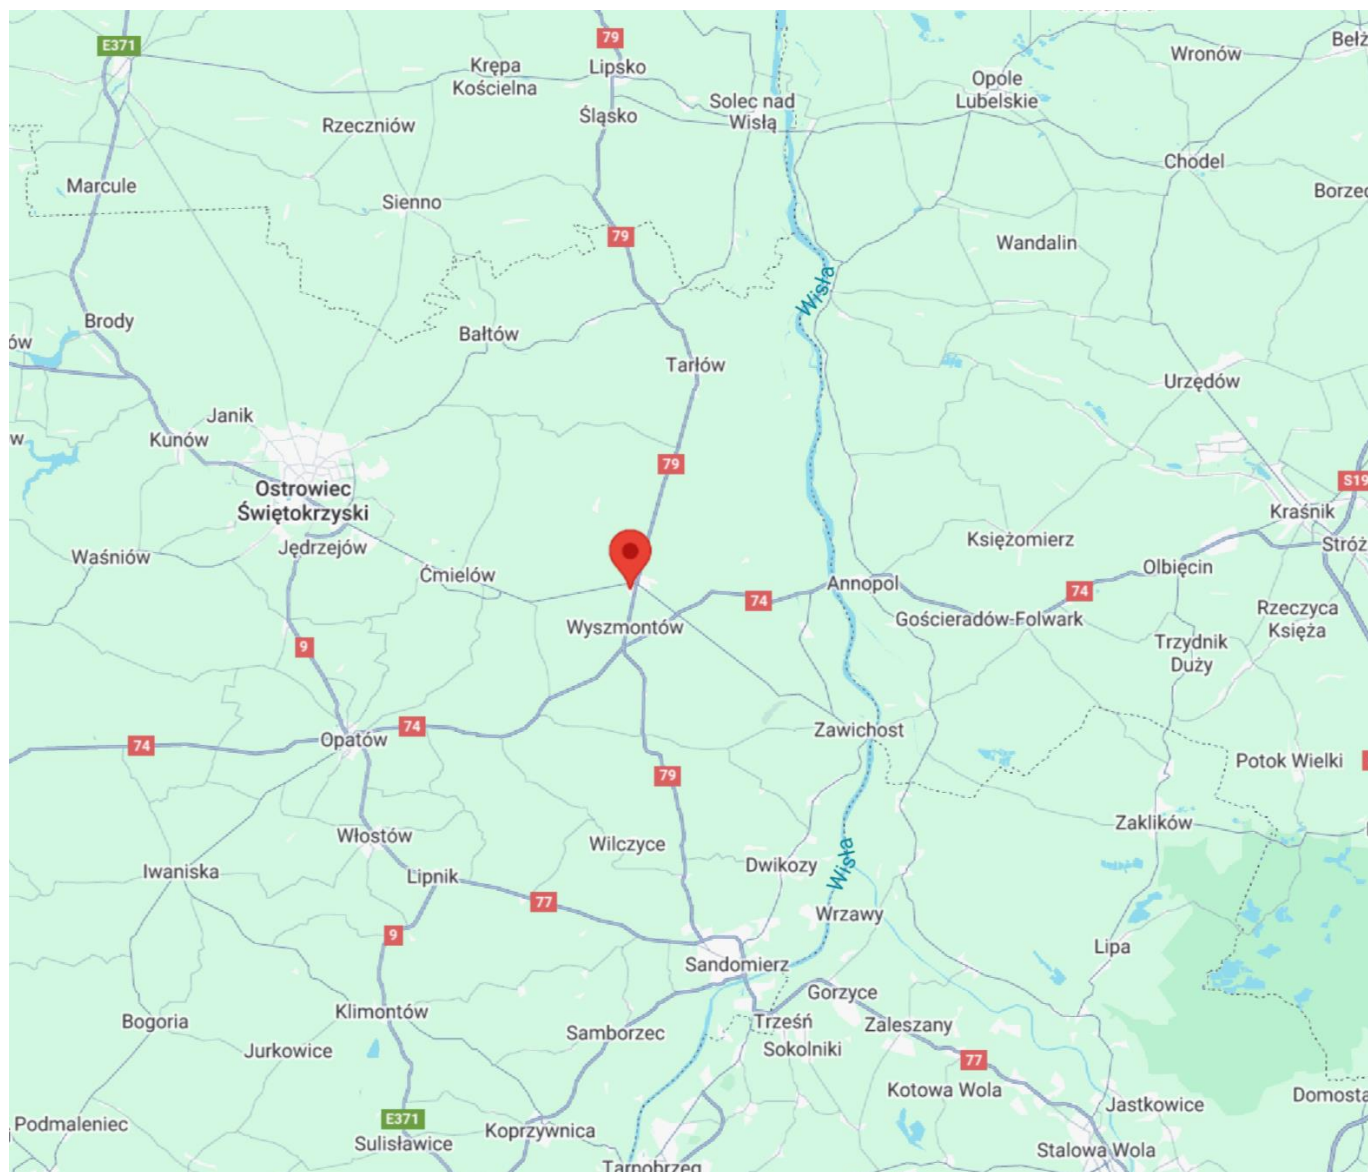 E371
79
Lipsko
Krępa
Kościelna
Śląsko
Solec nad
Wisłą
Opole
Lubelskie
Wronów
Rzeczniów
Chodel
Marcule
Sienno
79
Wandalin
Wisła
Brody
Bałtów
Tarłów
Urzędów
Janik
Kunów
79
S19
Ostrowiec
Świętokrzyski
Kraśnik
Waśniów
Jędrzejów
Ćmielów
Księżomierz
Olbięcin
Annopol
74
74
Gościeradów-Folwark
Rzeczyca
Księża
Wyszmontów
9
Trzydnik
Duży
Opatów
74
74
Zawichost
79
Potok Wielki
Zaklików
Włostów
Wilczyce
Iwaniska
Lipnik
Dwikozy
Wisła
77
Wrzawy
9
Lipa
Sandomierz
Klimontów
Gorzyce
Bogoria
Samborzec
Trześń
Zaleszany
Jurkowice
Sokolniki
77
Kotowa Wola
Jastkowice
Podmaleniec
E371
Sulisławice
Koprzywnica
Stalowa Wola
Tarnobrzeg